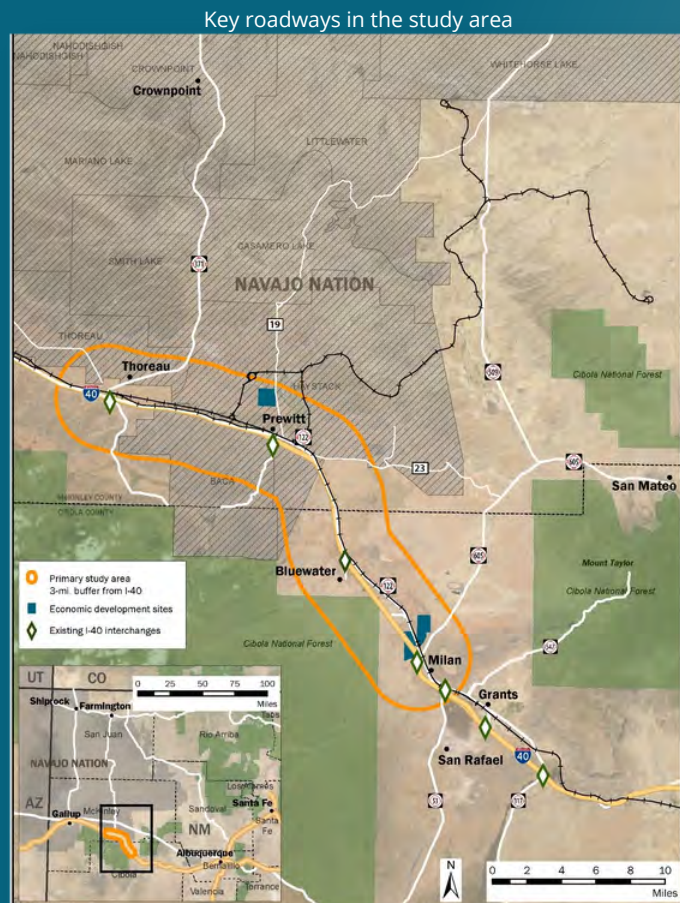 Key roadways in the study area
NAHODISHGISH
NAHODISHGISH
CROWNPOINT
WHITEHORSE LAKE
Crownpoint
LITTLEWATER
MARIANO LAKE
CASAMERO LAKE
SMITH LAKE
371
NAVAJO NATION
19
THOREAU
Thoreau
509
Cibola National Forest
HAYSTACK
40
Prewitt
122
23
605
BACA
San Mateo
MCKINLEY COUNTY
CIBOLA COUNTY
605
Mount Taylor
Bluewater
122
Cibola National Forest
Primary study area
3-mi. buffer from I-40
Economic development sites
Existing I-40 interchanges
Cibola National Forest
547
Milan
Grants
San Rafael
40
53
117
UT
CO
0 25 50 75 100
Miles
Shiprock
Farmington
Taos
San Juan
Rio Arriba
NAVAJO NATION
Los Alamos
AZ
McKinley
Sandoval
Santa Fe
Gallup
NM
Santa
Fe
Albuquerque
Bernalillo
Cibola
Valencia
Torrance
N
0 2 4 6 8 10
Miles